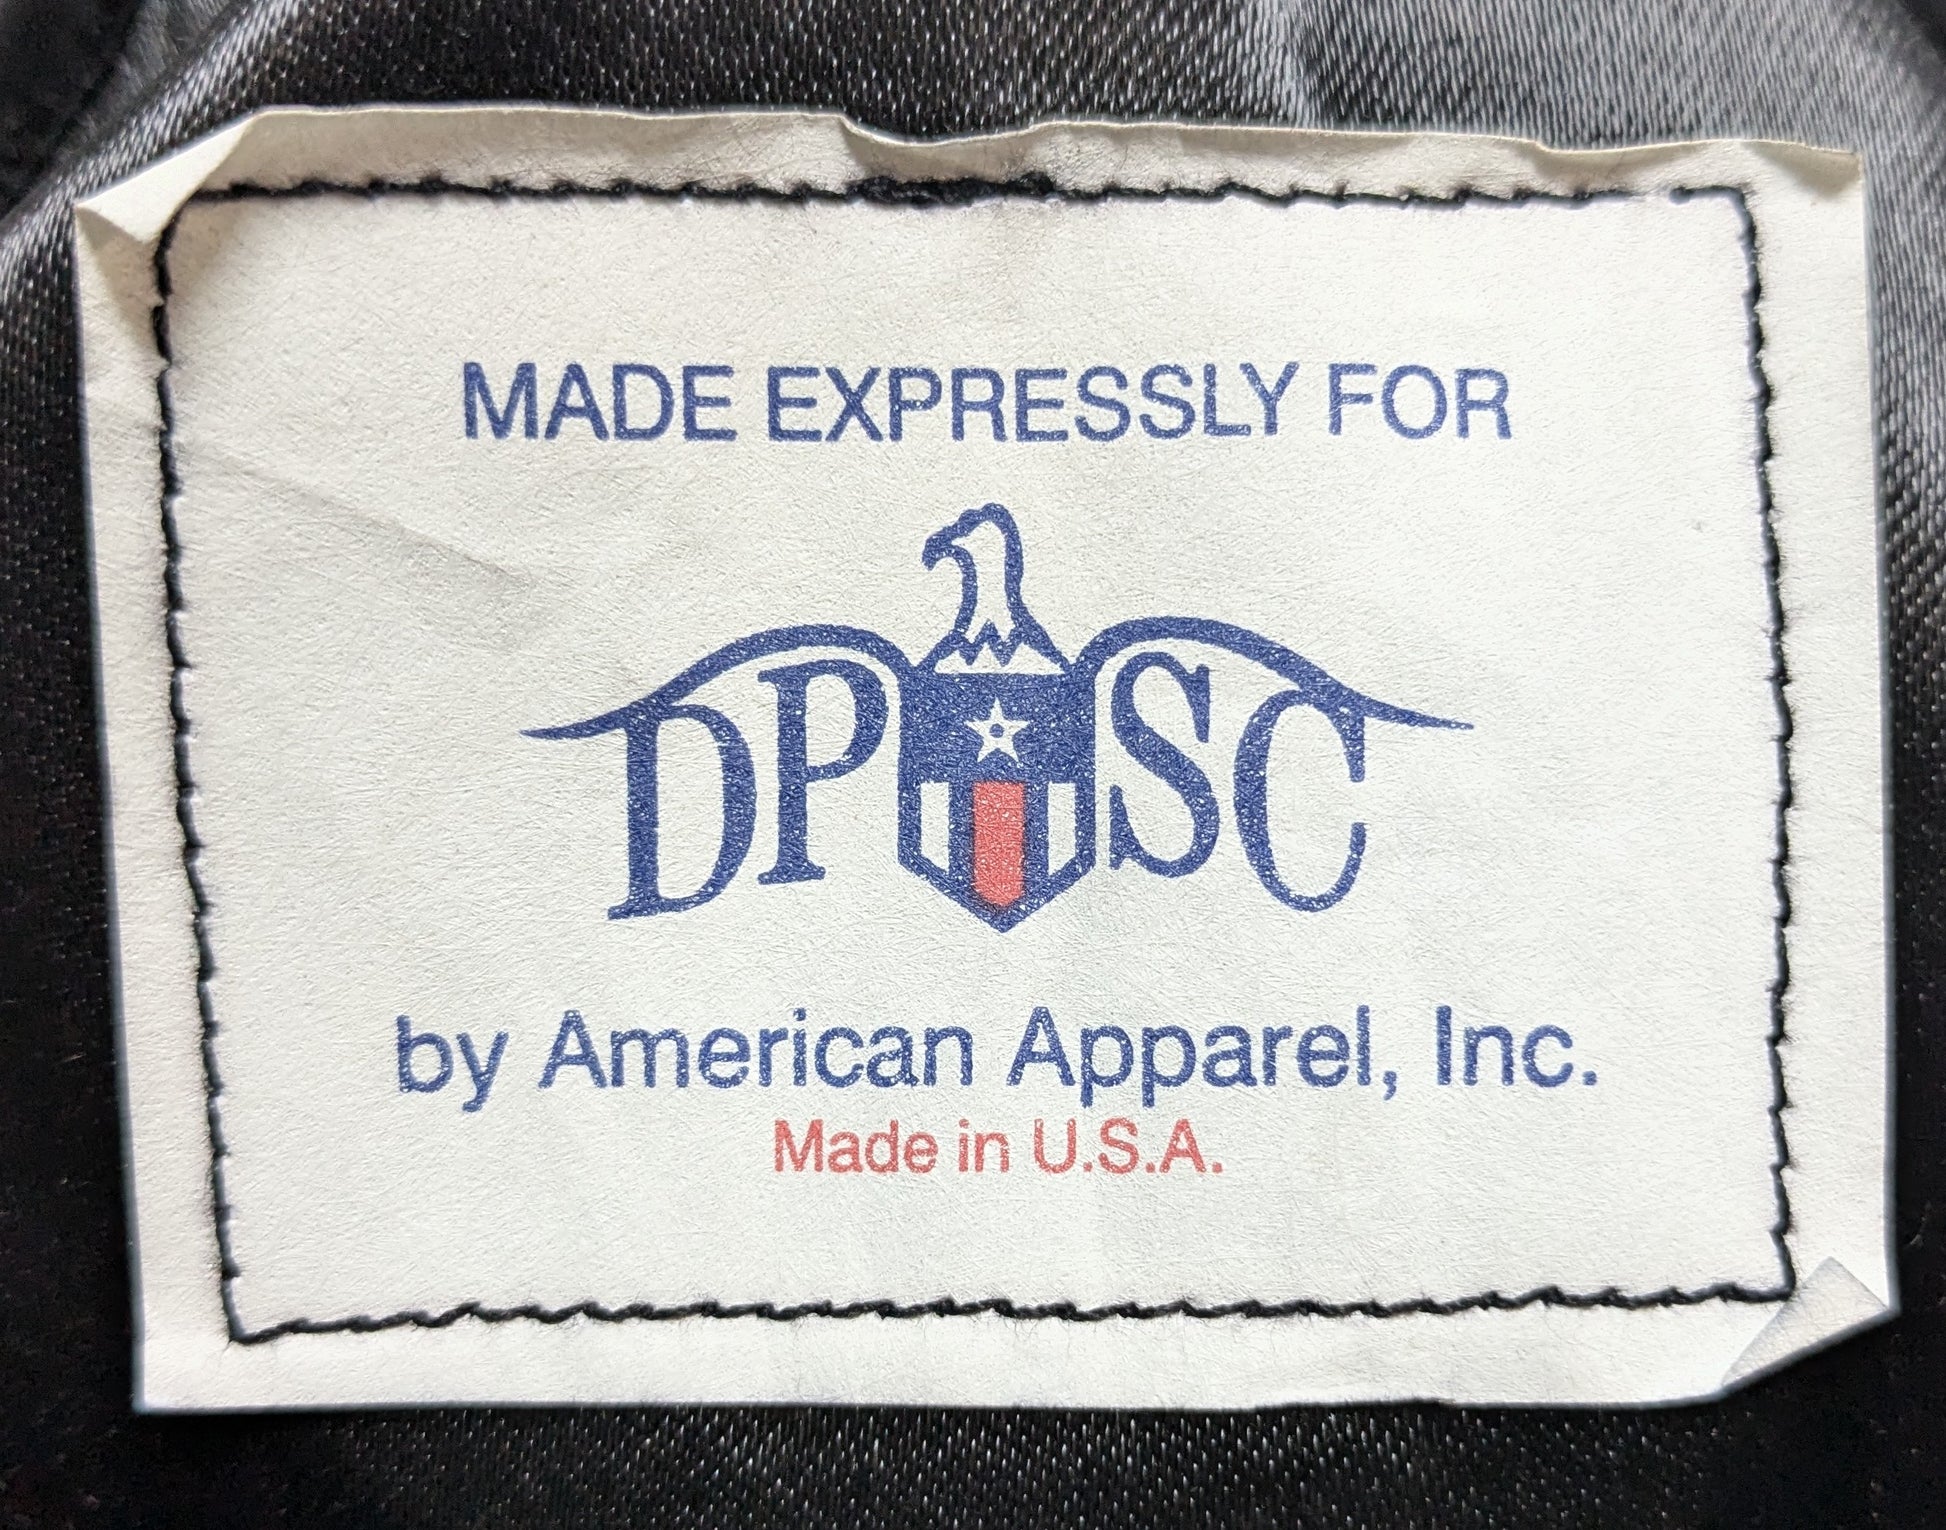 MADE EXPRESSLY FOR
DPSC
by American Apparel, Inc.
Made in U.S.A.